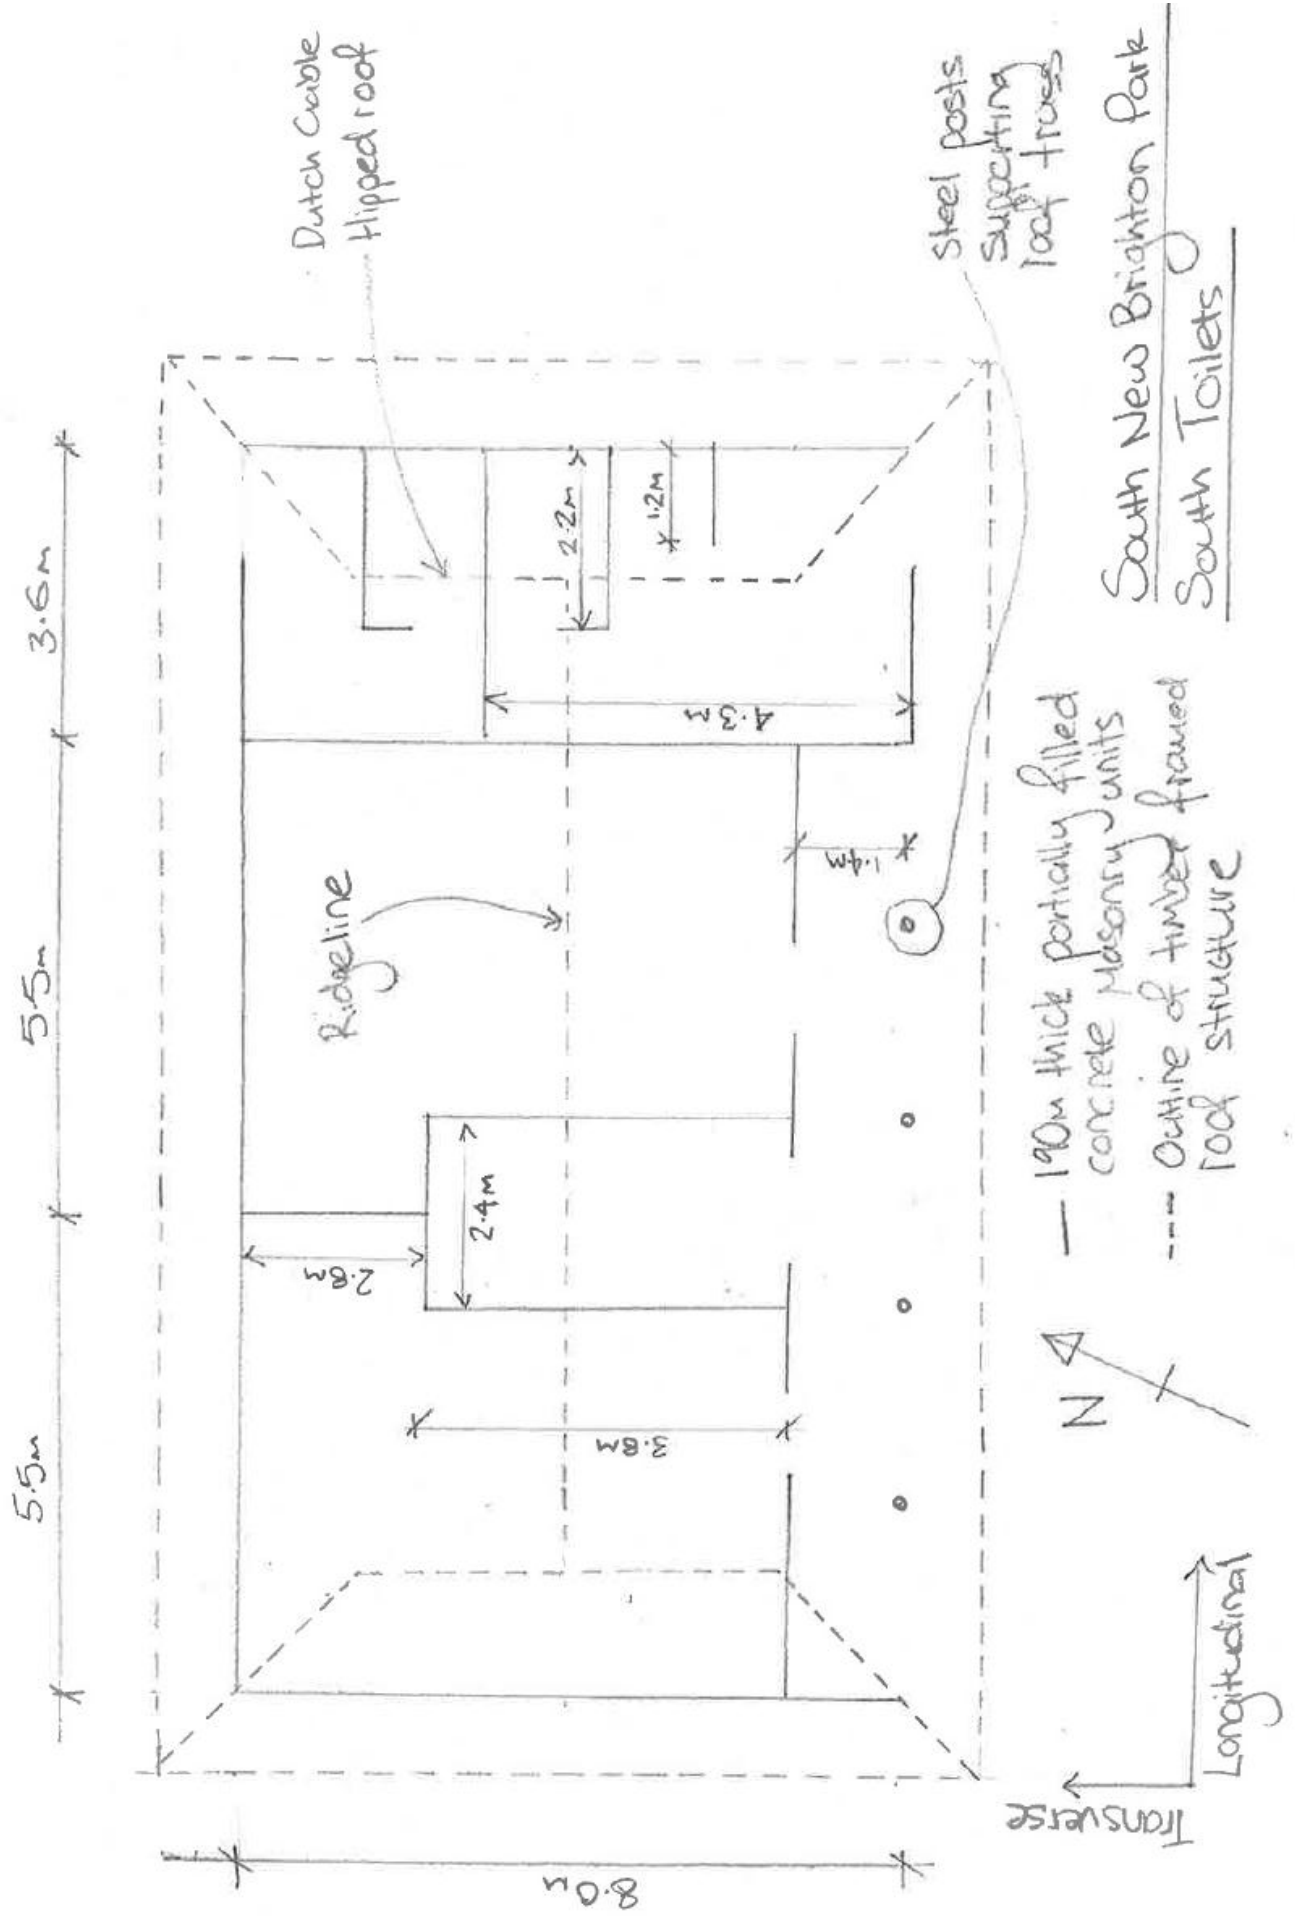 5.5m
5.5m
3.6m
8.0m
Dutch Gable
Hipped roof
Ridgeline
2.8m
2.4m
3.8m
2.2m
1.2m
4.3m
1.4m
Steel posts
supporting
roof truss
N
Transverse
Longitudinal
— 190m thick partially filled
concrete masonry units
--- Outline of timber framed
roof structure
South New Brighton Park
South Toilets